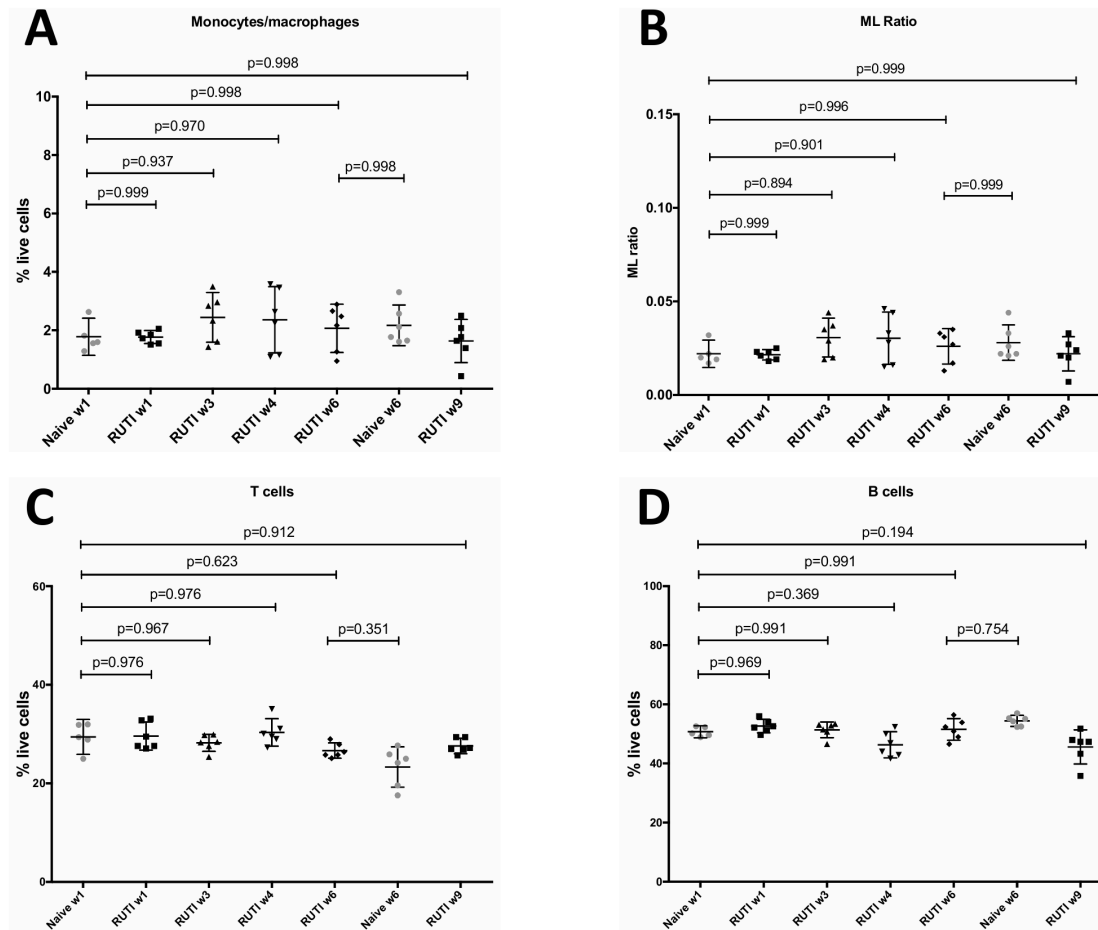 A
Monocytes/macrophages
p=0.998
p=0.998
p=0.970
p=0.937
p=0.998
p=0.999
10
8
6
4
2
0
% live cells
Naive w1
RUTI w1
RUTI w3
RUTI w4
RUTI w6
Naive w6
RUTI w9
B
ML Ratio
p=0.999
p=0.996
p=0.901
p=0.894
p=0.999
p=0.999
0.15
0.10
0.05
0.00
ML ratio
Naive w1
RUTI w1
RUTI w3
RUTI w4
RUTI w6
Naive w6
RUTI w9
C
T cells
p=0.912
p=0.623
p=0.976
p=0.967
p=0.351
p=0.976
60
40
20
0
% live cells
Naive w1
RUTI w1
RUTI w3
RUTI w4
RUTI w6
Naive w6
RUTI w9
D
B cells
p=0.194
p=0.991
p=0.369
p=0.991
p=0.754
p=0.969
100
80
60
40
20
0
% live cells
Naive w1
RUTI w1
RUTI w3
RUTI w4
RUTI w6
Naive w6
RUTI w9